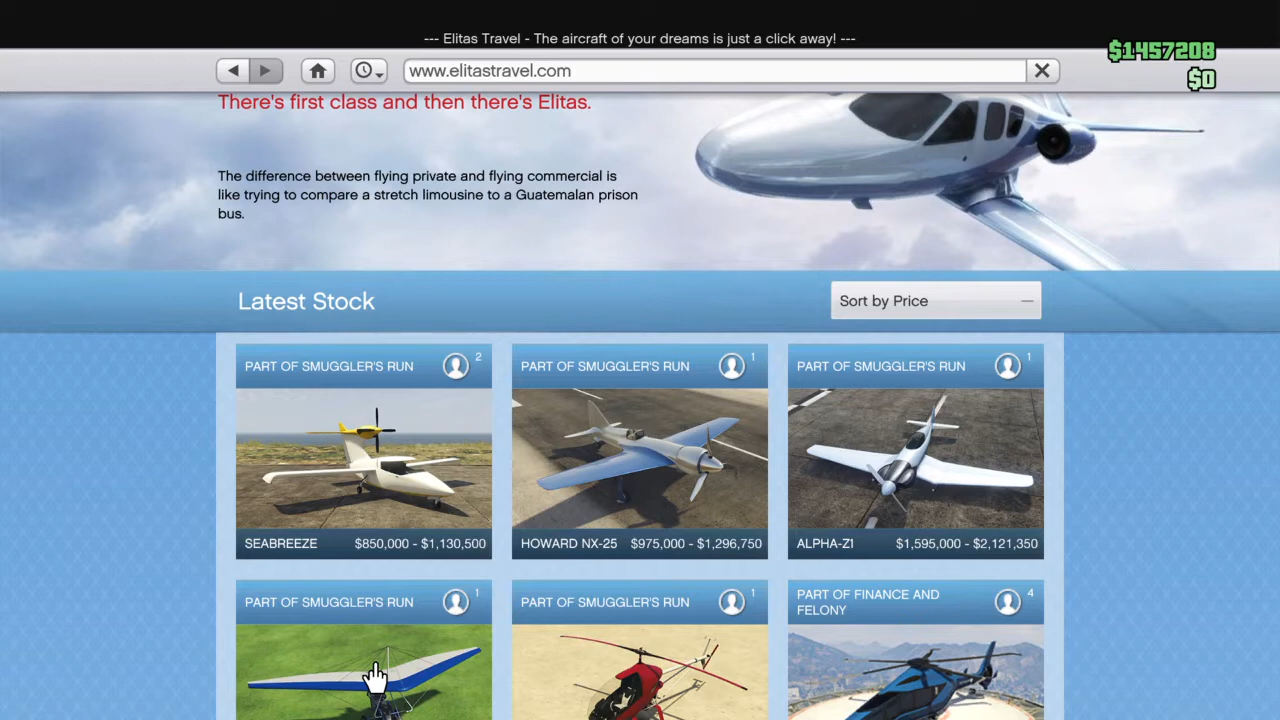 --- Elitas Travel - The aircraft of your dreams is just a click away! ---
$1457208
www.elitastravel.com
$0
There's first class and then there's Elitas.
The difference between flying private and flying commercial is
like trying to compare a stretch limousine to a Guatemalan prison
bus.
Latest Stock
Sort by Price
PART OF SMUGGLER'S RUN 2
PART OF SMUGGLER'S RUN 1
PART OF SMUGGLER'S RUN 1
SEABREEZE $850,000 - $1,130,500
HOWARD NX-25 $975,000 - $1,296,750
ALPHA-Z1 $1,595,000 - $2,121,350
PART OF SMUGGLER'S RUN 1
PART OF SMUGGLER'S RUN 1
PART OF FINANCE AND
FELONY 4